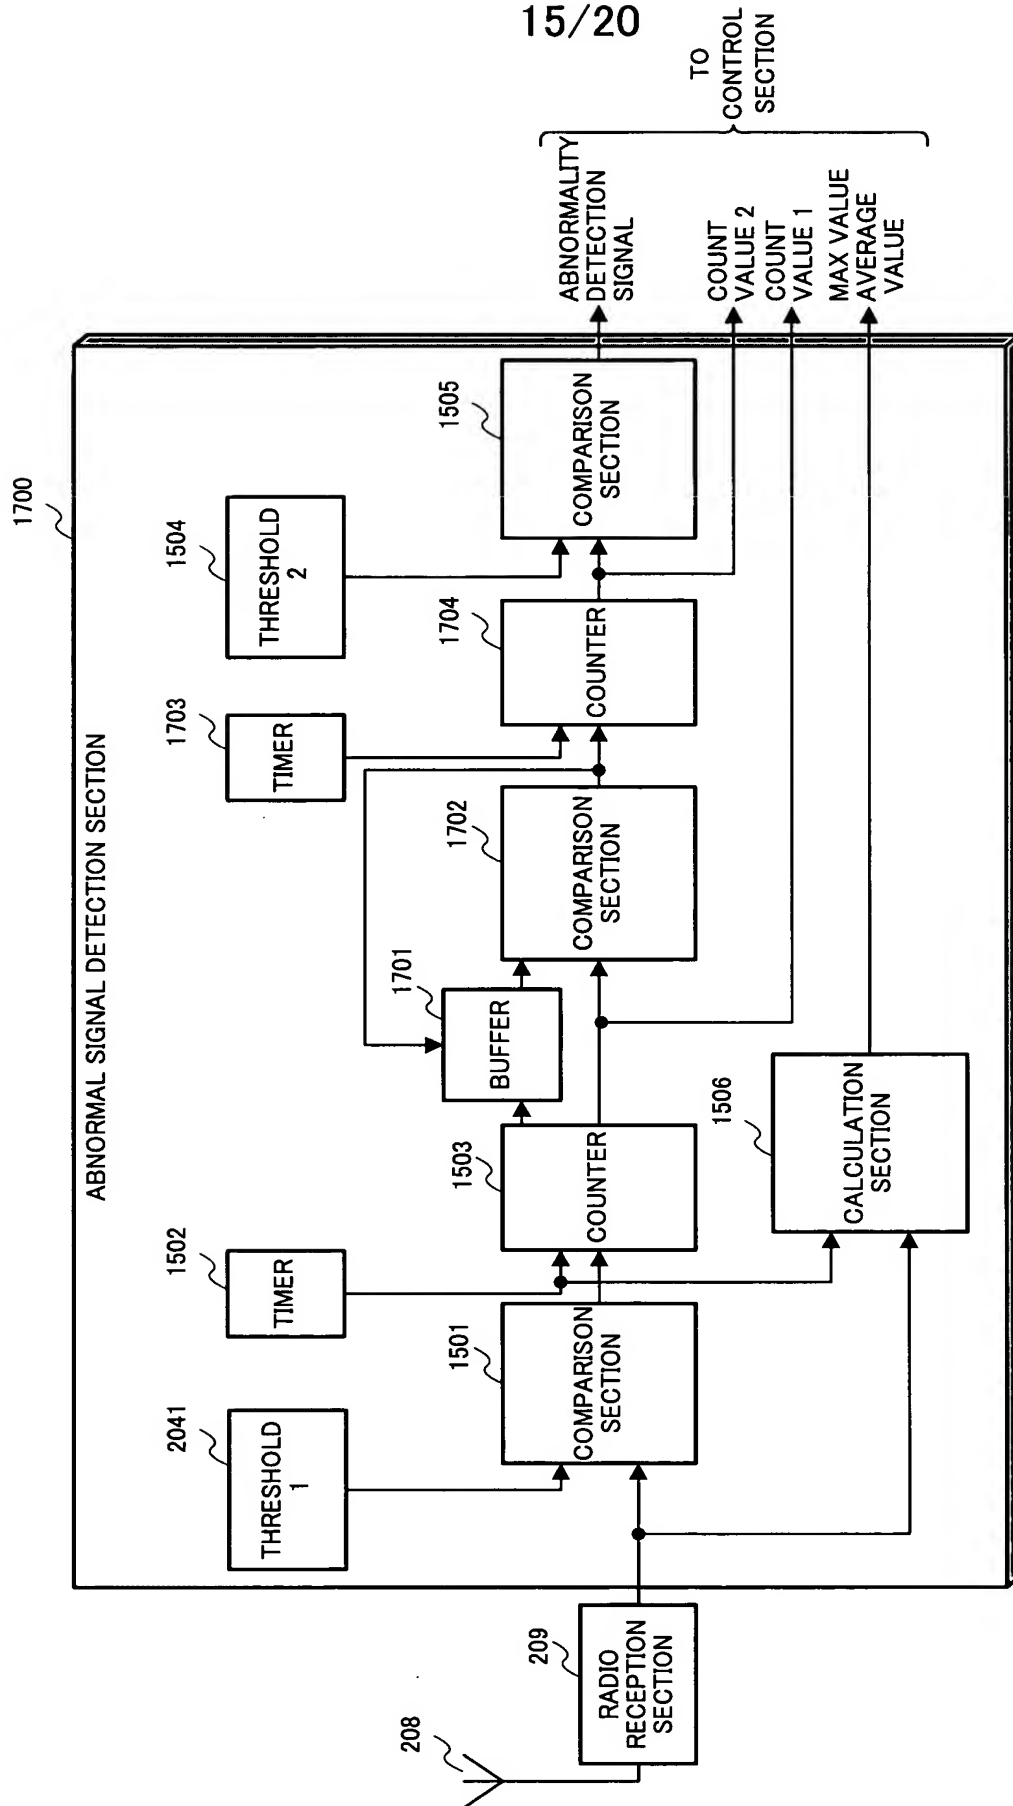 15/20
1700
ABNORMAL SIGNAL DETECTION SECTION
2041
THRESHOLD
1
1502
TIMER
1703
TIMER
1504
THRESHOLD
2
208
209
RADIO
RECEPTION
SECTION
1501
COMPARISON
SECTION
1503
COUNTER
1701
BUFFER
1702
COMPARISON
SECTION
1704
COUNTER
1505
COMPARISON
SECTION
1506
CALCULATION
SECTION
ABNORMALITY
DETECTION
SIGNAL
COUNT
VALUE 2
COUNT
VALUE 1
MAX VALUE
AVERAGE
VALUE
TO
CONTROL
SECTION